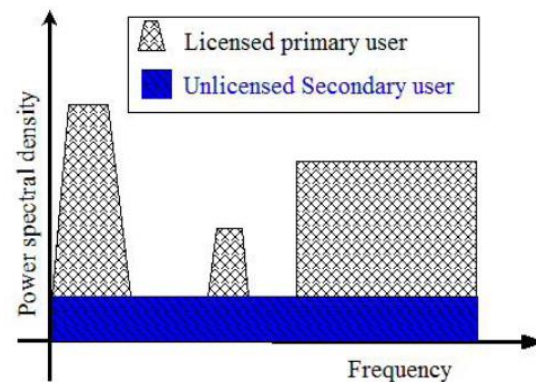 Licensed primary user
Unlicensed Secondary user
Power spectral density
Frequency